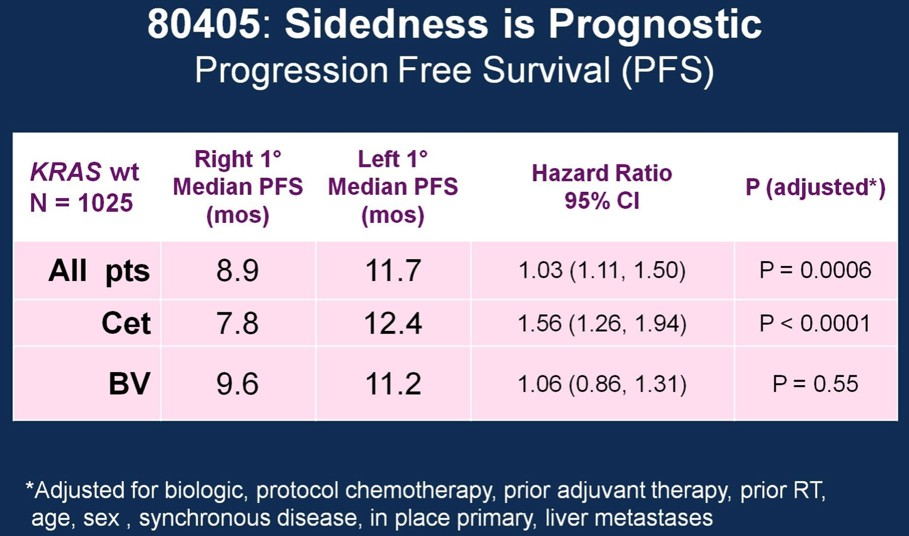 80405: Sidedness is Prognostic
Progression Free Survival (PFS)
KRAS wt
N = 1025
Right 1°
Median PFS
(mos)
Left 1°
Median PFS
(mos)
Hazard Ratio
95% CI
P (adjusted*)
All pts 8.9 11.7 1.03 (1.11, 1.50) P = 0.0006
Cet 7.8 12.4 1.56 (1.26, 1.94) P < 0.0001
BV 9.6 11.2 1.06 (0.86, 1.31) P = 0.55
*Adjusted for biologic, protocol chemotherapy, prior adjuvant therapy, prior RT,
age, sex , synchronous disease, in place primary, liver metastases